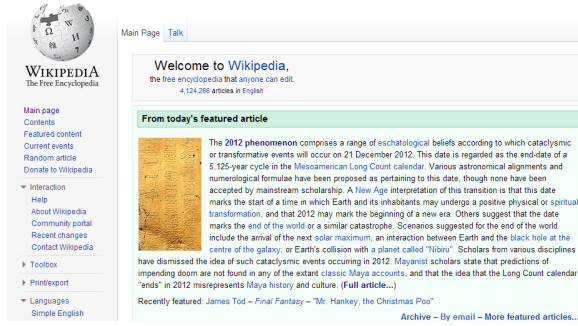 WIKIPEDIA
The Free Encyclopedia
Main page
Contents
Featured content
Current events
Random article
Donate to Wikipedia
Interaction
Help
About Wikipedia
Community portal
Recent changes
Contact Wikipedia
Toolbox
Print/export
Languages
Simple English
Main Page
Talk
Welcome to Wikipedia,
the free encyclopedia that anyone can edit.
4,124,266 articles in English
From today's featured article
The 2012 phenomenon comprises a range of eschatological beliefs according to which cataclysmic
or transformative events will occur on 21 December 2012. This date is regarded as the end-date of a
5,125-year cycle in the Mesoamerican Long Count calendar. Various astronomical alignments and
numerological formulae have been proposed as pertaining to this date, though none have been
accepted by mainstream scholarship. A New Age interpretation of this transition is that this date
marks the start of a time in which Earth and its inhabitants may undergo a positive physical or spiritual
transformation, and that 2012 may mark the beginning of a new era. Others suggest that the date
marks the end of the world or a similar catastrophe. Scenarios suggested for the end of the world
include the arrival of the next solar maximum, an interaction between Earth and the black hole at the
centre of the galaxy, or Earth's collision with a planet called "Nibiru". Scholars from various disciplines
have dismissed the idea of such cataclysmic events occurring in 2012. Mayanist scholars state that predictions of
impending doom are not found in any of the extant classic Maya accounts, and that the idea that the Long Count calendar
"ends" in 2012 misrepresents Maya history and culture. (Full article...)
Recently featured: James Tod – Final Fantasy – "Mr. Hankey, the Christmas Poo"
Archive – By email – More featured articles...